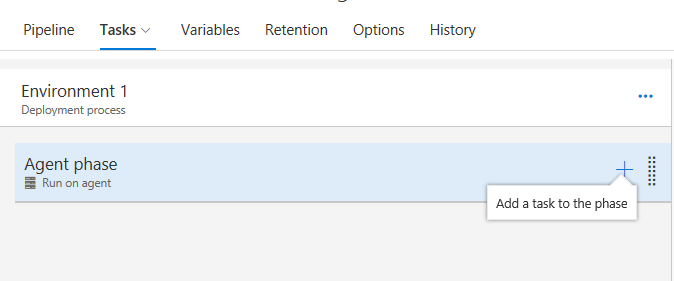 Pipeline Tasks Variables Retention Options History
Environment 1
Deployment process
Agent phase
Run on agent
Add a task to the phase